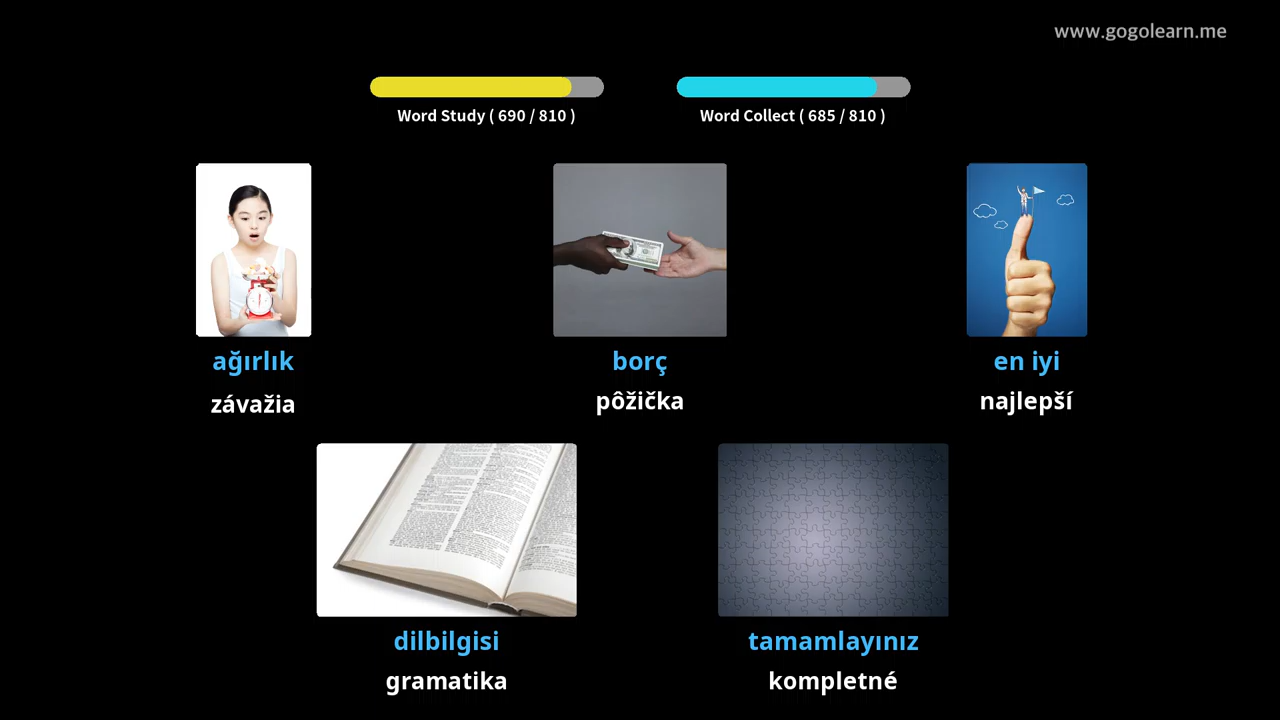 www.gogolearn.me
Word Study ( 690 / 810 )
Word Collect ( 685 / 810 )
ağırlık
závažia
borç
pôžička
en iyi
najlepší
dilbilgisi
gramatika
tamamlayınız
kompletné